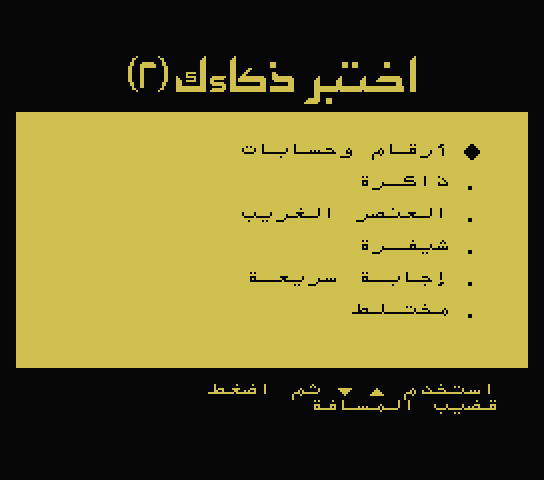 اختبر ذكاءك (٢)
أرقام وحسابات
ذاكرة
العنصر الغريب
شيفرة
إجابة سريعة
مختلط
استخدم ▲ ▼ ثم اضغط
قضيب المسافة